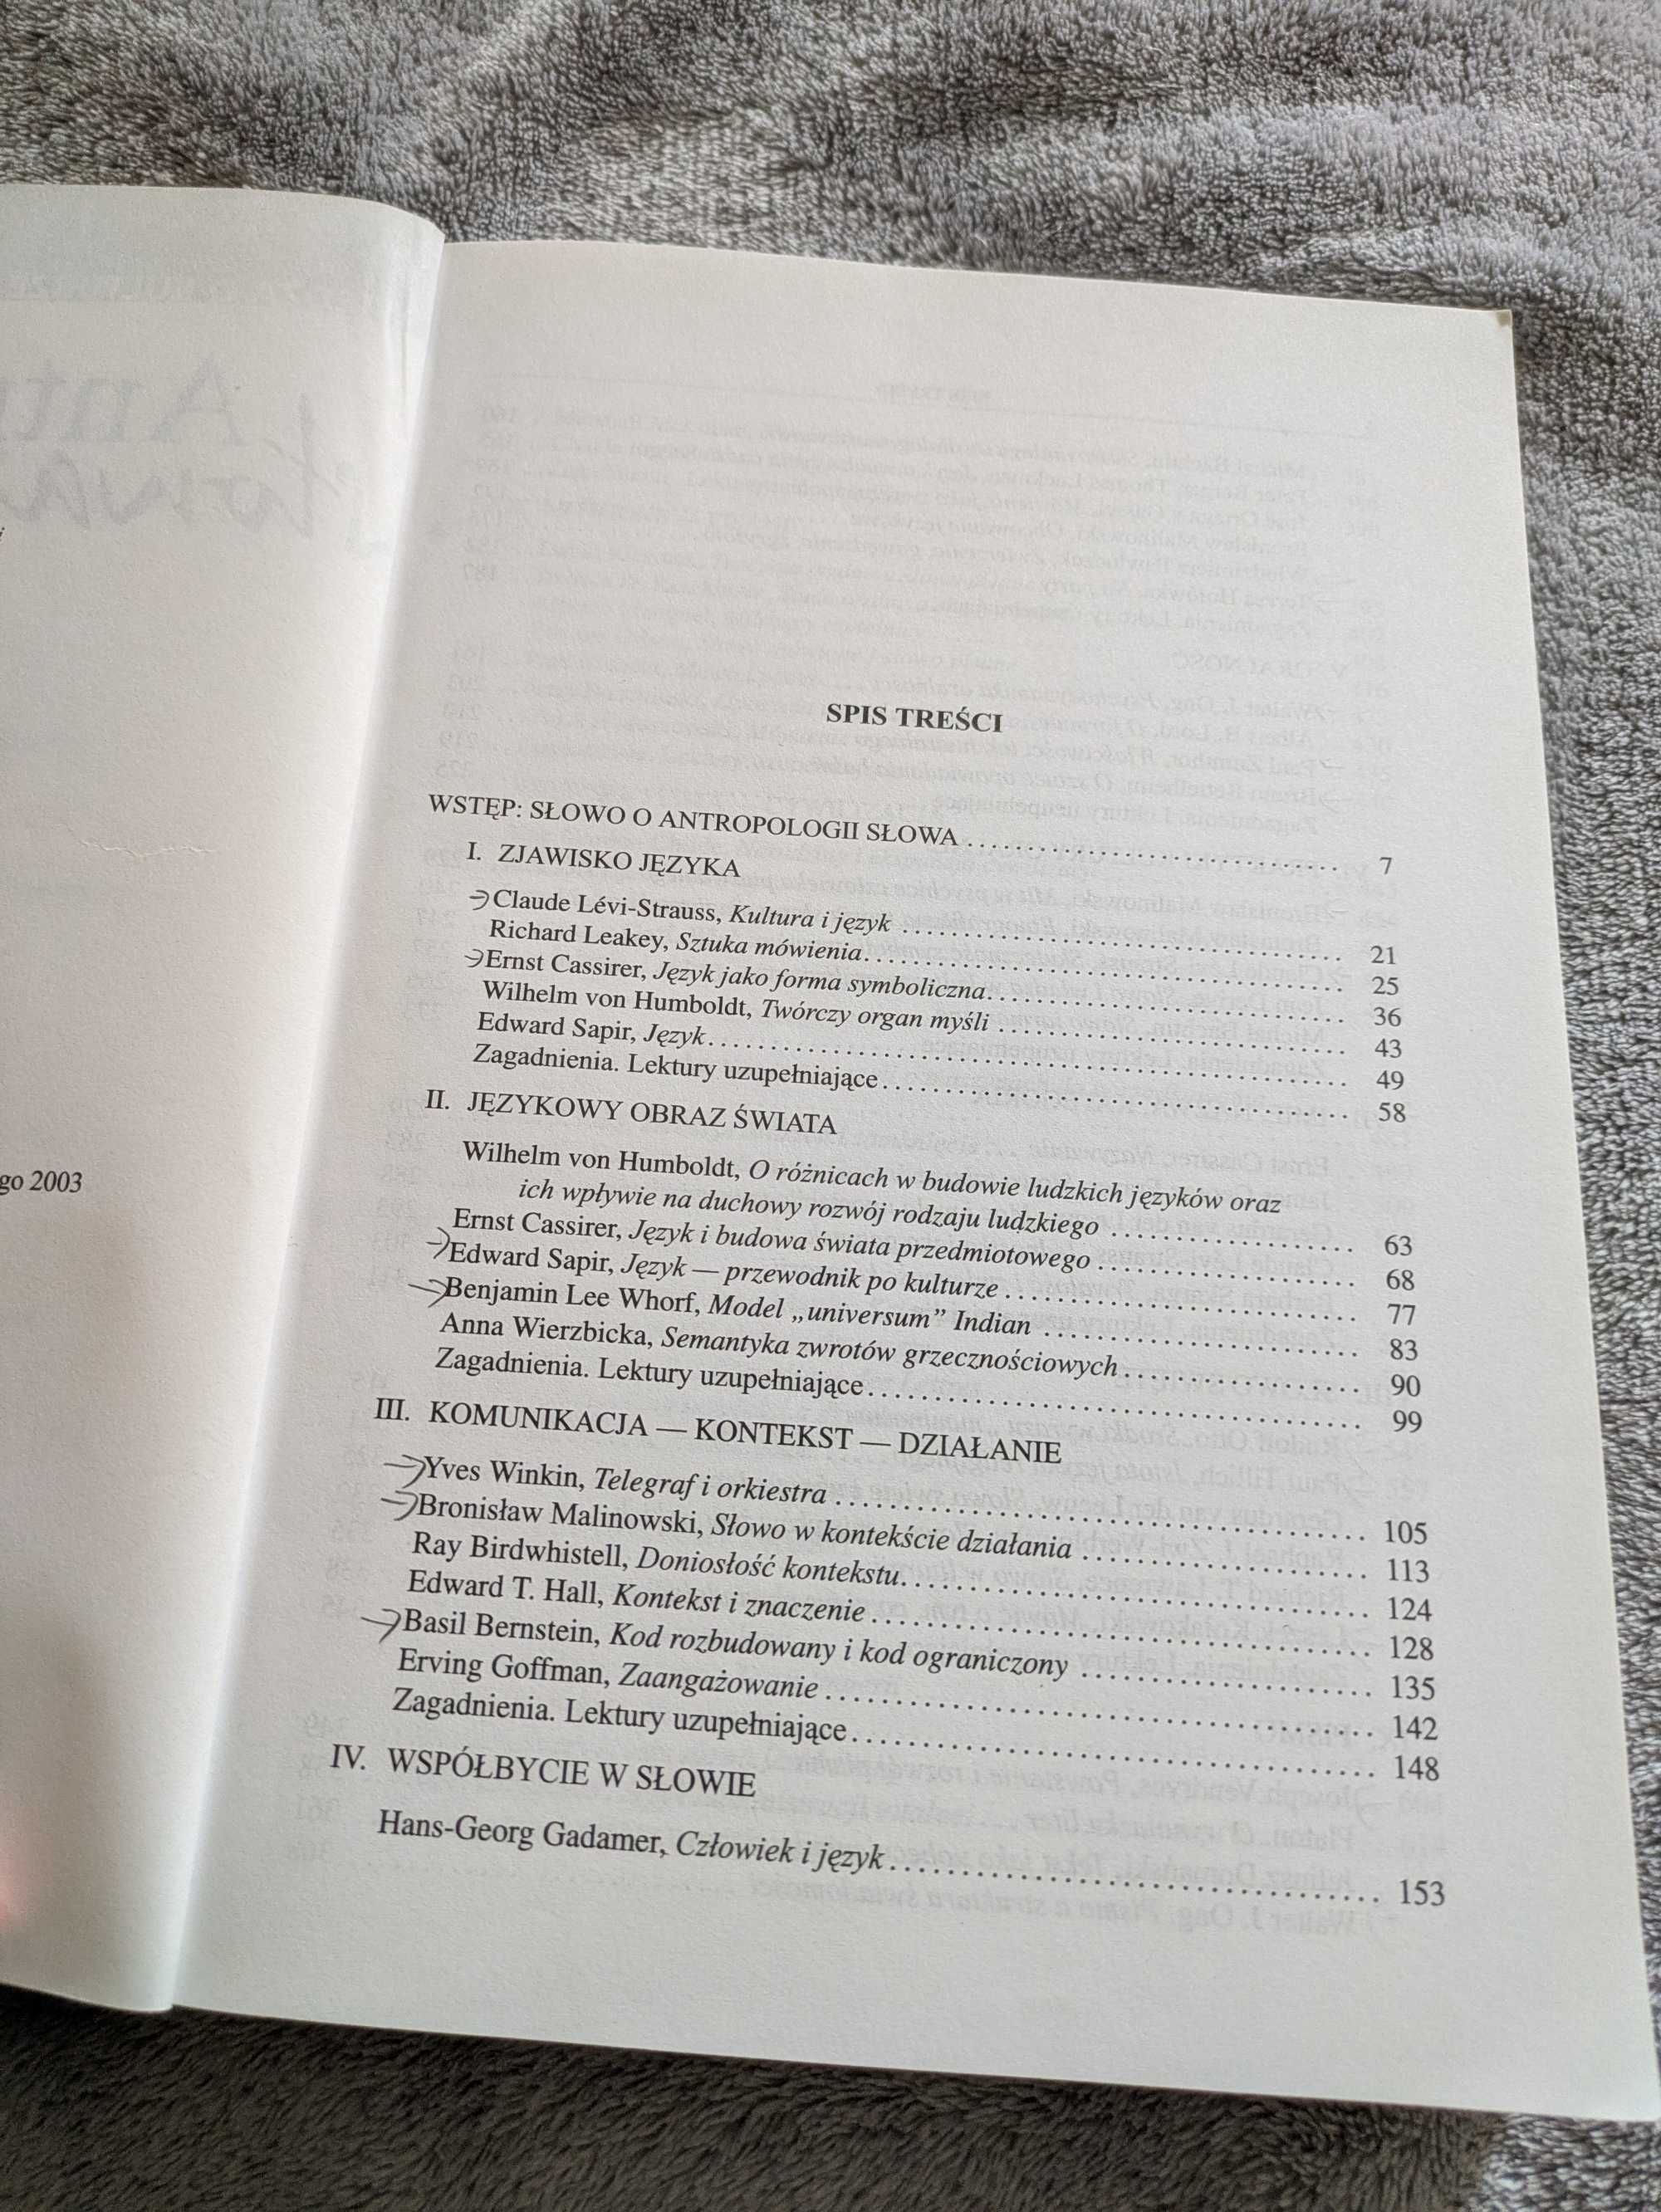 go 2003
SPIS TREŚCI
WSTĘP: SŁOWO O ANTROPOLOGII SŁOWA 7
I. ZJAWISKO JĘZYKA
Claude Lévi-Strauss, Kultura i język 21
Richard Leakey, Sztuka mówienia 25
Ernst Cassirer, Język jako forma symboliczna 36
Wilhelm von Humboldt, Twórczy organ myśli 43
Edward Sapir, Język 49
Zagadnienia. Lektury uzupełniające 58
II. JĘZYKOWY OBRAZ ŚWIATA
Wilhelm von Humboldt, O różnicach w budowie ludzkich języków oraz
ich wpływie na duchowy rozwój rodzaju ludzkiego 63
Ernst Cassirer, Język i budowa świata przedmiotowego 68
Edward Sapir, Język — przewodnik po kulturze 77
Benjamin Lee Whorf, Model „universum” Indian 83
Anna Wierzbicka, Semantyka zwrotów grzecznościowych 90
Zagadnienia. Lektury uzupełniające 99
III. KOMUNIKACJA — KONTEKST — DZIAŁANIE
Yves Winkin, Telegraf i orkiestra 105
Bronisław Malinowski, Słowo w kontekście działania 113
Ray Birdwhistell, Doniosłość kontekstu 124
Edward T. Hall, Kontekst i znaczenie 128
Basil Bernstein, Kod rozbudowany i kod ograniczony 135
Erving Goffman, Zaangażowanie 142
Zagadnienia. Lektury uzupełniające 148
IV. WSPÓŁBYCIE W SŁOWIE
Hans-Georg Gadamer, Człowiek i język 153